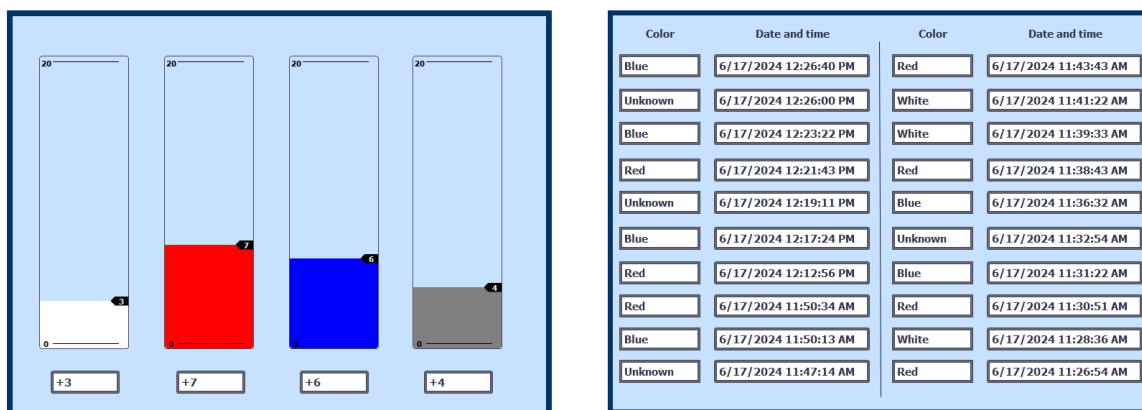 20 20 20 20
7
6
4
3
0 0 0 0
+3 +7 +6 +4
Color Date and time Color Date and time
Blue 6/17/2024 12:26:40 PM Red 6/17/2024 11:43:43 AM
Unknown 6/17/2024 12:26:00 PM White 6/17/2024 11:41:22 AM
Blue 6/17/2024 12:23:22 PM White 6/17/2024 11:39:33 AM
Red 6/17/2024 12:21:43 PM Red 6/17/2024 11:38:43 AM
Unknown 6/17/2024 12:19:11 PM Blue 6/17/2024 11:36:32 AM
Blue 6/17/2024 12:17:24 PM Unknown 6/17/2024 11:32:54 AM
Red 6/17/2024 12:12:56 PM Blue 6/17/2024 11:31:22 AM
Red 6/17/2024 11:50:34 AM Red 6/17/2024 11:30:51 AM
Blue 6/17/2024 11:50:13 AM White 6/17/2024 11:28:36 AM
Unknown 6/17/2024 11:47:14 AM Red 6/17/2024 11:26:54 AM